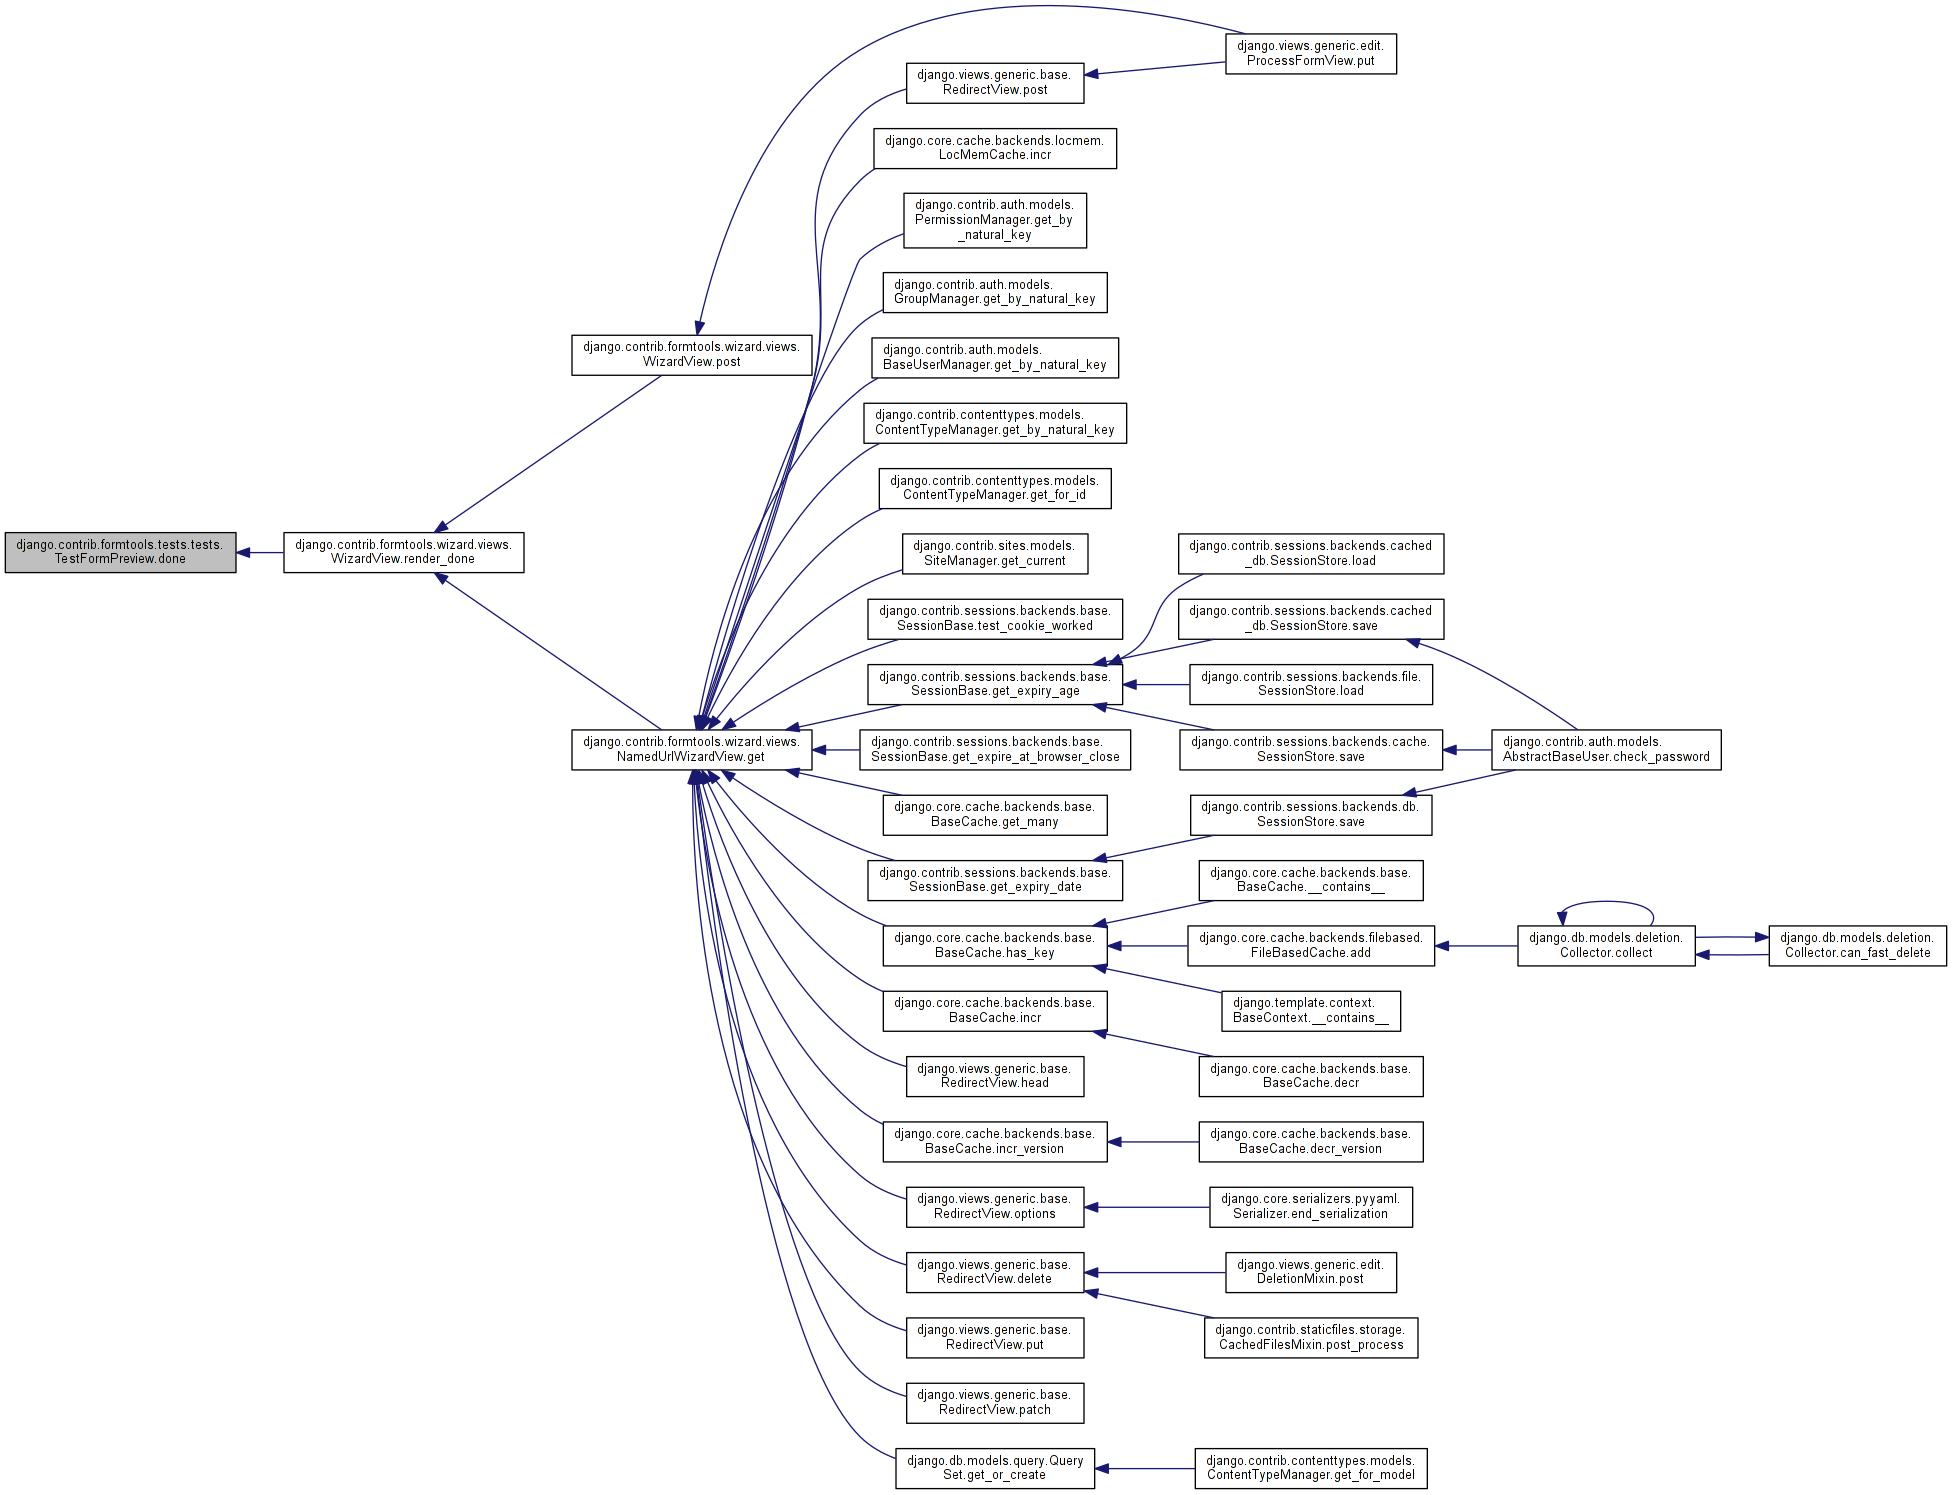 django.views.generic.edit.
ProcessFormView.put
django.views.generic.base.
RedirectView.post
django.core.cache.backends.locmem.
LocMemCache.incr
django.contrib.auth.models.
PermissionManager.get_by
_natural_key
django.contrib.auth.models.
GroupManager.get_by_natural_key
django.contrib.formtools.wizard.views.
WizardView.post
django.contrib.auth.models.
BaseUserManager.get_by_natural_key
django.contrib.contenttypes.models.
ContentTypeManager.get_by_natural_key
django.contrib.contenttypes.models.
ContentTypeManager.get_for_id
django.contrib.formtools.tests.tests.
TestFormPreview.done
django.contrib.formtools.wizard.views.
WizardView.render_done
django.contrib.sites.models.
SiteManager.get_current
django.contrib.sessions.backends.cached
_db.SessionStore.load
django.contrib.sessions.backends.base.
SessionBase.test_cookie_worked
django.contrib.sessions.backends.cached
_db.SessionStore.save
django.contrib.sessions.backends.base.
SessionBase.get_expiry_age
django.contrib.sessions.backends.file.
SessionStore.load
django.contrib.formtools.wizard.views.
NamedUrlWizardView.get
django.contrib.sessions.backends.base.
SessionBase.get_expire_at_browser_close
django.contrib.sessions.backends.cache.
SessionStore.save
django.contrib.auth.models.
AbstractBaseUser.check_password
django.core.cache.backends.base.
BaseCache.get_many
django.contrib.sessions.backends.db.
SessionStore.save
django.contrib.sessions.backends.base.
SessionBase.get_expiry_date
django.core.cache.backends.base.
BaseCache.__contains__
django.core.cache.backends.base.
BaseCache.has_key
django.core.cache.backends.filebased.
FileBasedCache.add
django.db.models.deletion.
Collector.collect
django.db.models.deletion.
Collector.can_fast_delete
django.core.cache.backends.base.
BaseCache.incr
django.template.context.
BaseContext.__contains__
django.views.generic.base.
RedirectView.head
django.core.cache.backends.base.
BaseCache.decr
django.core.cache.backends.base.
BaseCache.incr_version
django.core.cache.backends.base.
BaseCache.decr_version
django.views.generic.base.
RedirectView.options
django.core.serializers.pyyaml.
Serializer.end_serialization
django.views.generic.base.
RedirectView.delete
django.views.generic.edit.
DeletionMixin.post
django.views.generic.base.
RedirectView.put
django.contrib.staticfiles.storage.
CachedFilesMixin.post_process
django.views.generic.base.
RedirectView.patch
django.db.models.query.Query
Set.get_or_create
django.contrib.contenttypes.models.
ContentTypeManager.get_for_model